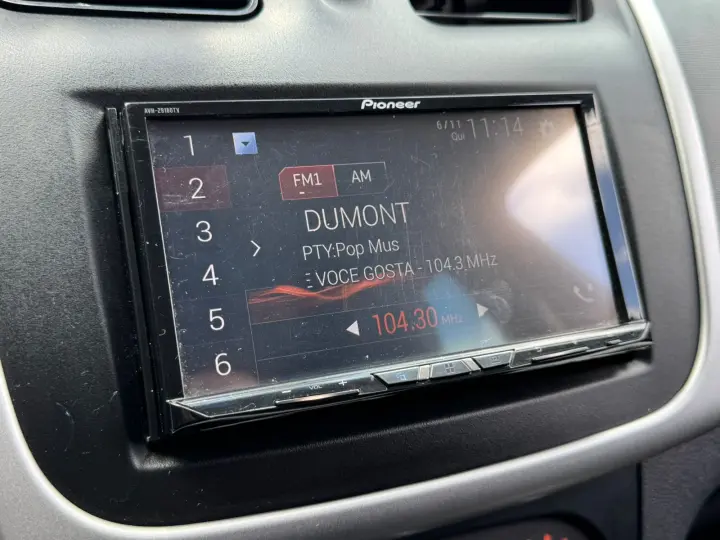 Pioneer
AVH-Z9180TV
6/11
Qui
11:14
1
2
3
4
5
6
FM1
AM
DUMONT
PTY:Pop Mus
VOCE GOSTA - 104.3 MHz
104.30 MHz
- VOL +